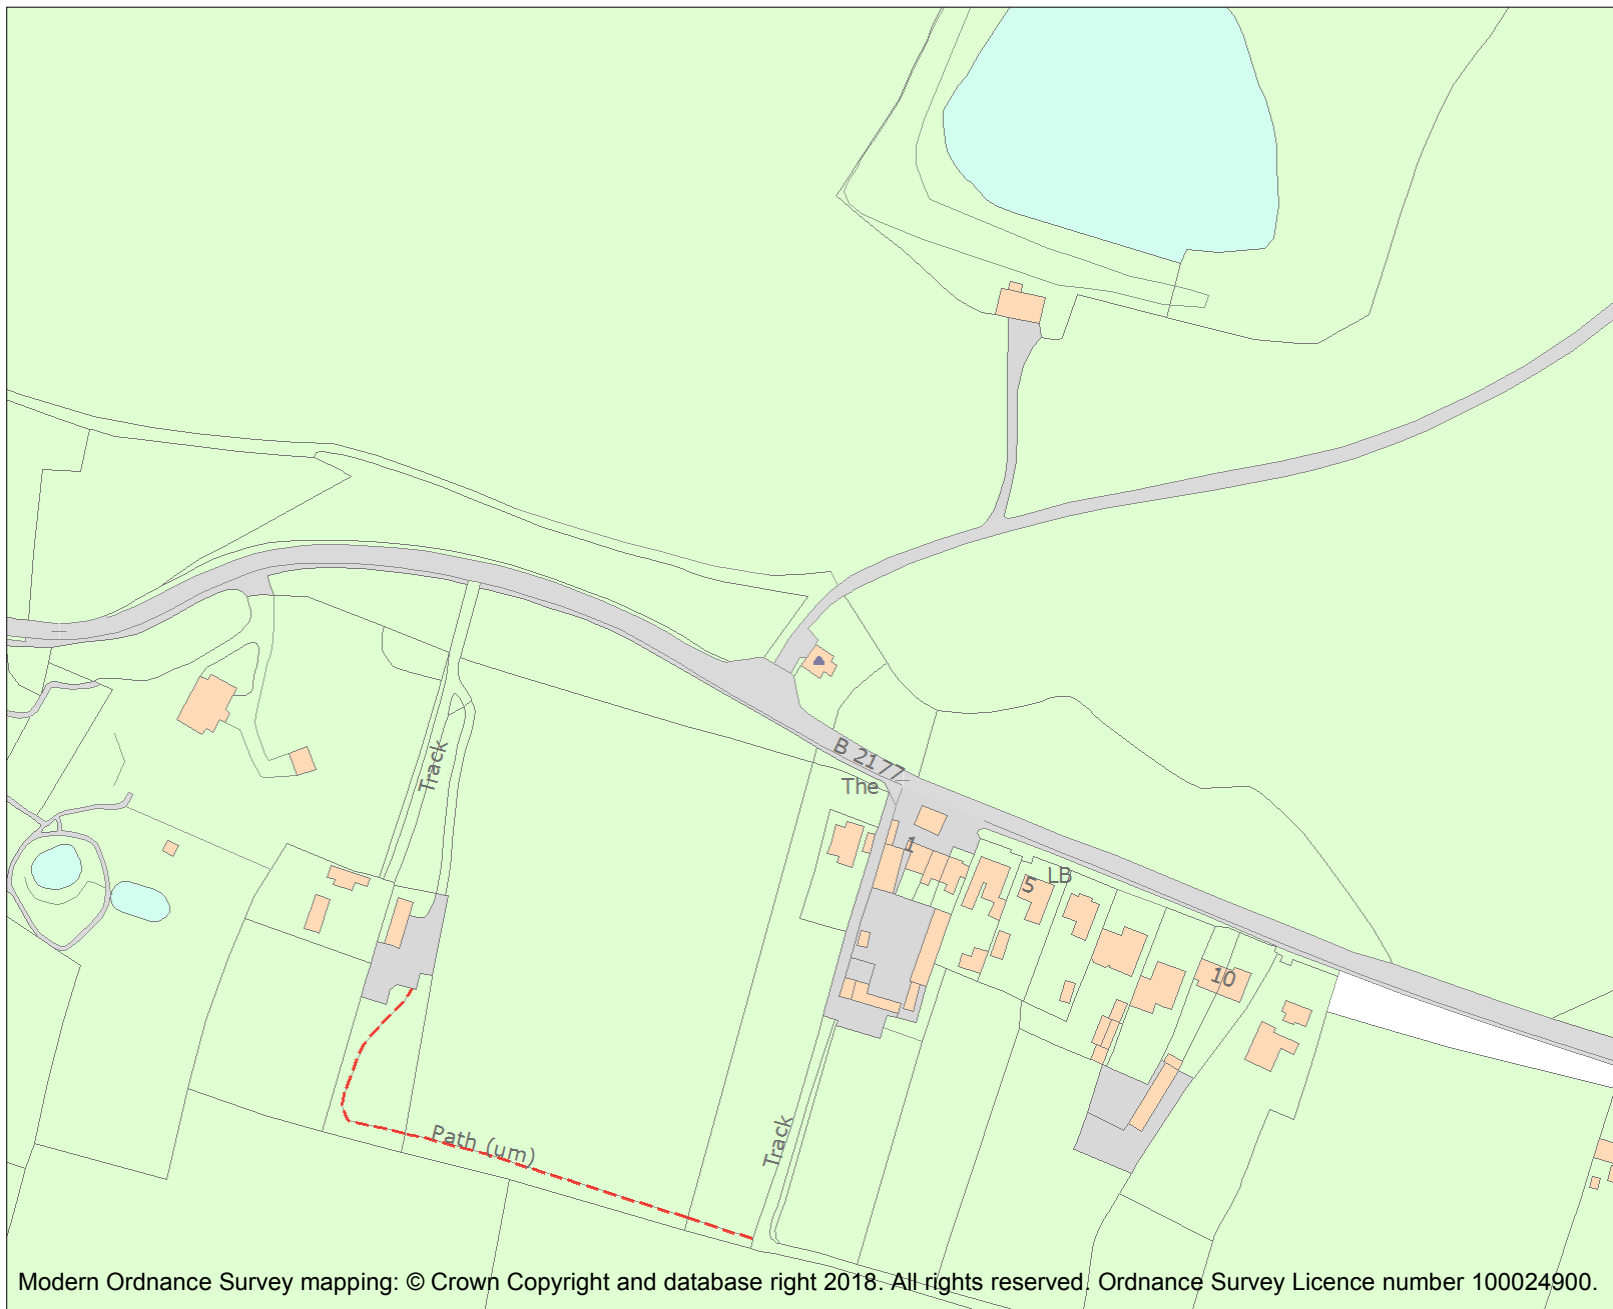 Track
B 2177
The
1
5
LB
10
Path (um)
Track
Modern Ordnance Survey mapping: © Crown Copyright and database right 2018. All rights reserved. Ordnance Survey Licence number 100024900.